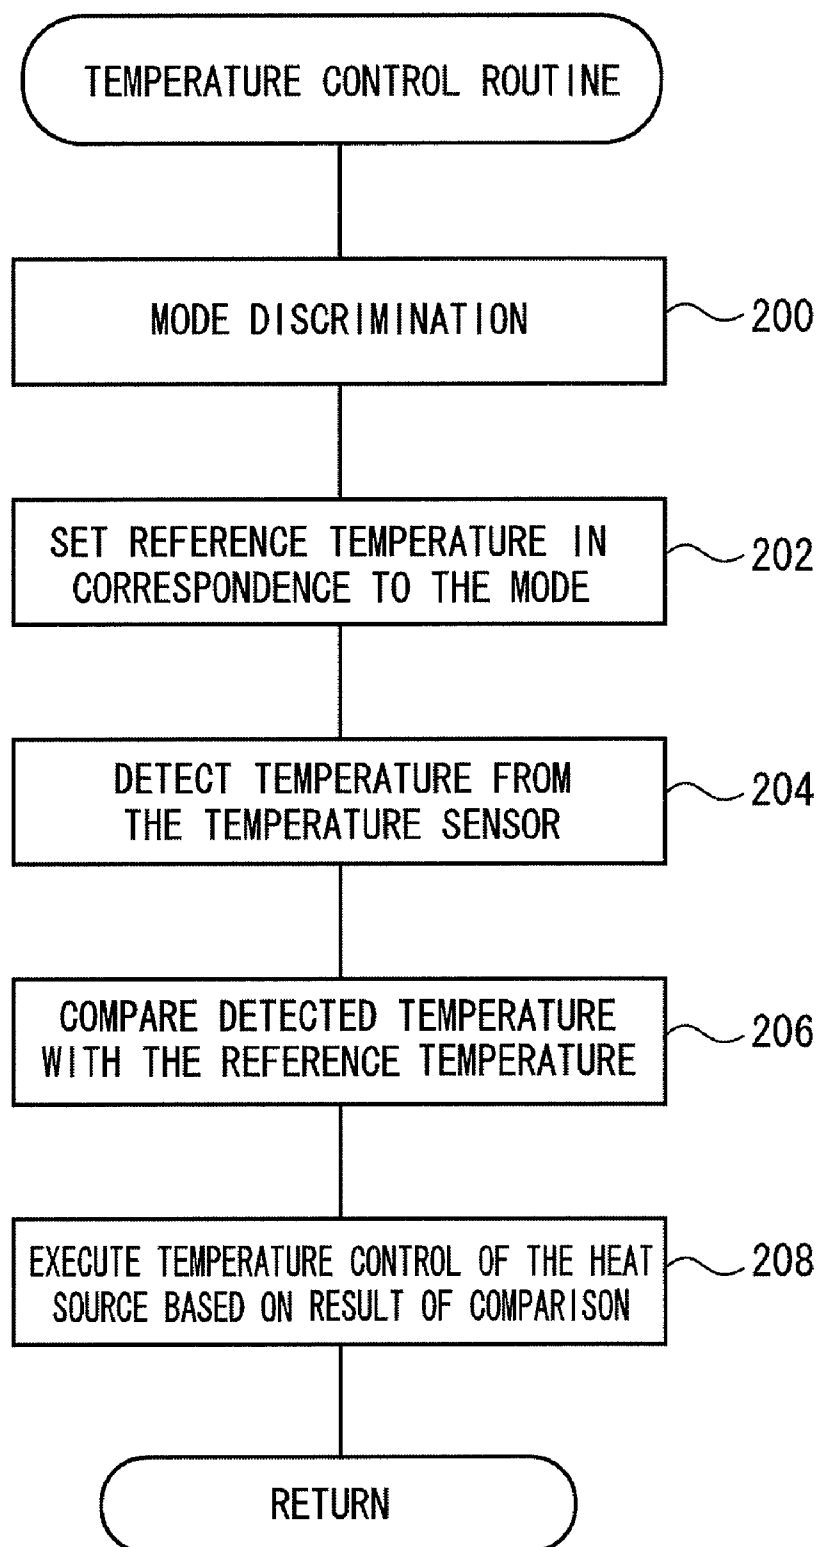 TEMPERATURE CONTROL ROUTINE
MODE DISCRIMINATION
200
SET REFERENCE TEMPERATURE IN
CORRESPONDENCE TO THE MODE
202
DETECT TEMPERATURE FROM
THE TEMPERATURE SENSOR
204
COMPARE DETECTED TEMPERATURE
WITH THE REFERENCE TEMPERATURE
206
EXECUTE TEMPERATURE CONTROL OF THE HEAT
SOURCE BASED ON RESULT OF COMPARISON
208
RETURN